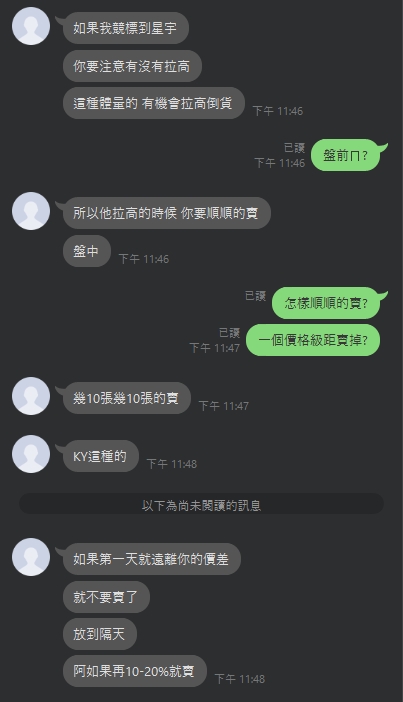 如果我競標到星宇
你要注意有沒有拉高
這種體量的 有機會拉高倒貨
下午 11:46
已讀
下午 11:46
盤前ㄇ?
所以他拉高的時候 你要順順的賣
盤中
下午 11:46
已讀
怎樣順順的賣?
已讀
下午 11:47
一個價格級距賣掉?
幾10張幾10張的賣
下午 11:47
KY這種的
下午 11:48
以下為尚未閱讀的訊息
如果第一天就遠離你的價差
就不要賣了
放到隔天
阿如果再10-20%就賣
下午 11:48